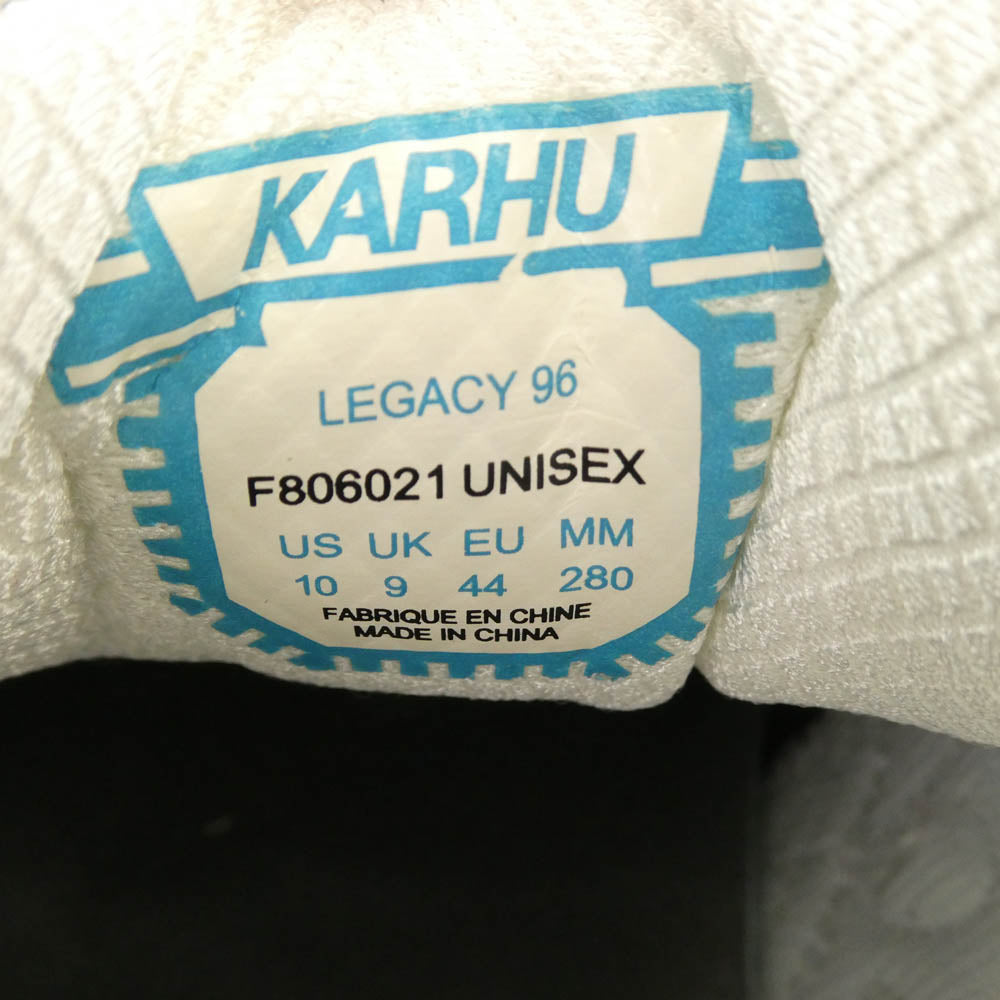 KARHU
LEGACY 96
F806021 UNISEX
US UK EU MM
10 9 44 280
FABRIQUE EN CHINE
MADE IN CHINA